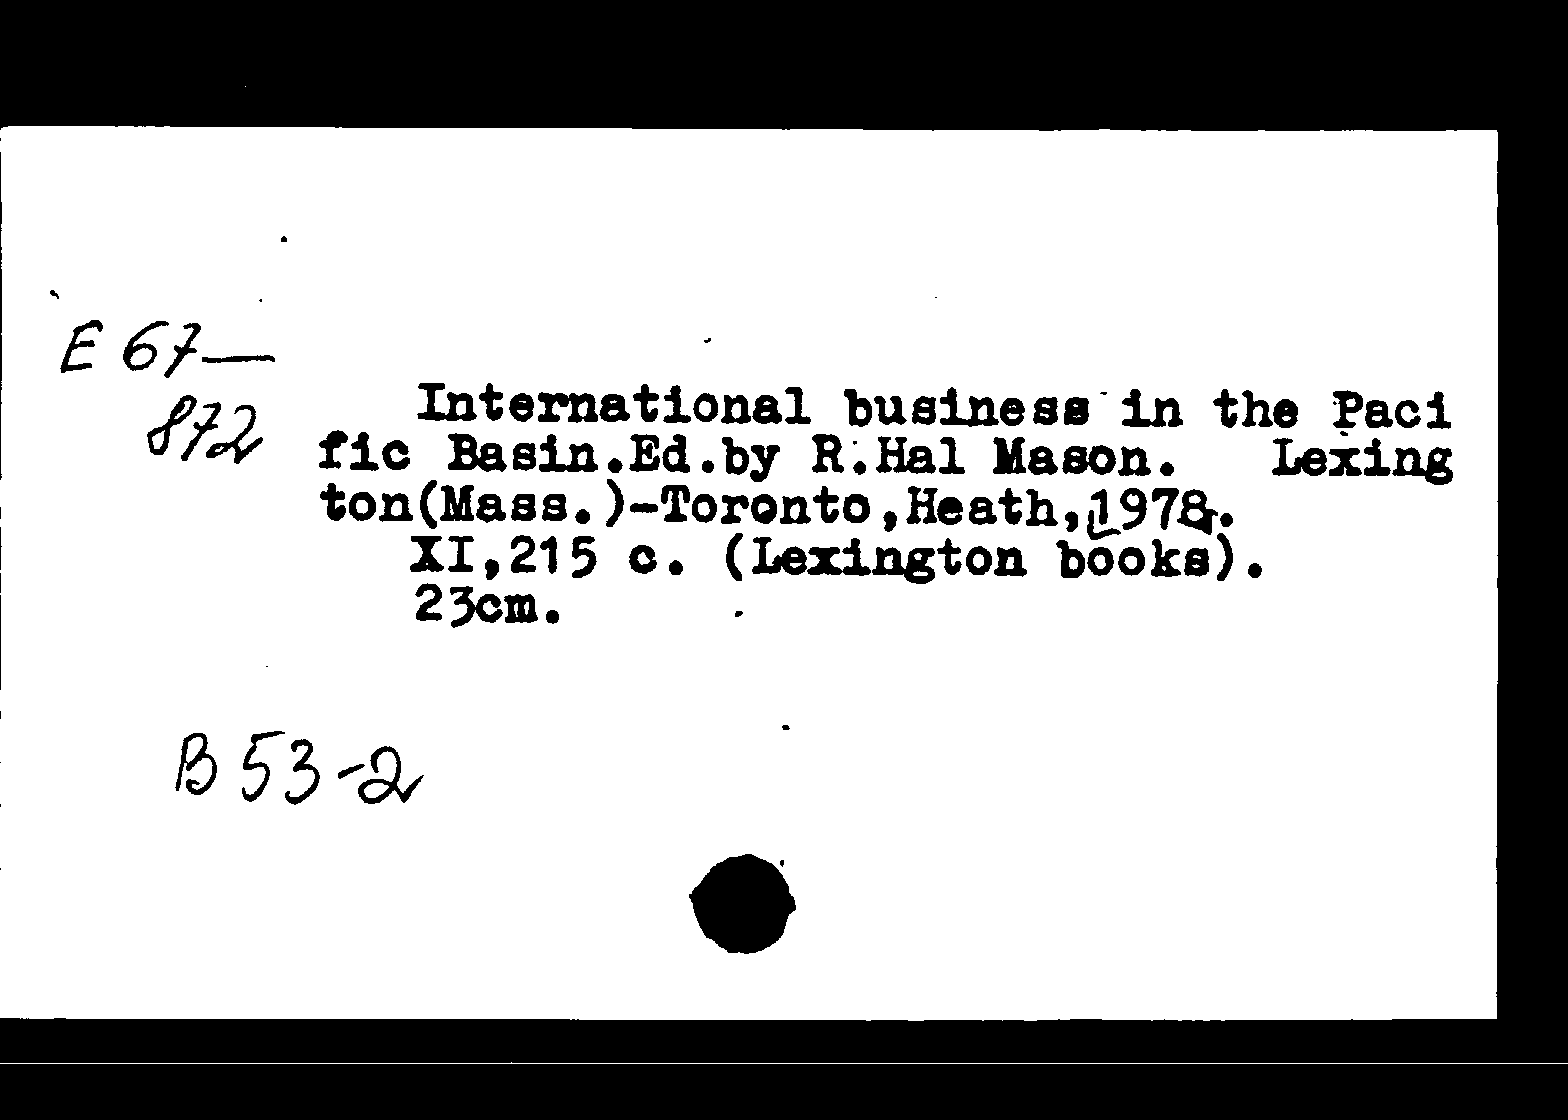 E 67—
872
International business in the Paci
fic Basin.Ed.by R.Hal Mason. Lexing
ton(Mass.)-Toronto,Heath,1978.
XI,215 c. (Lexington books).
23cm.
B 53-2